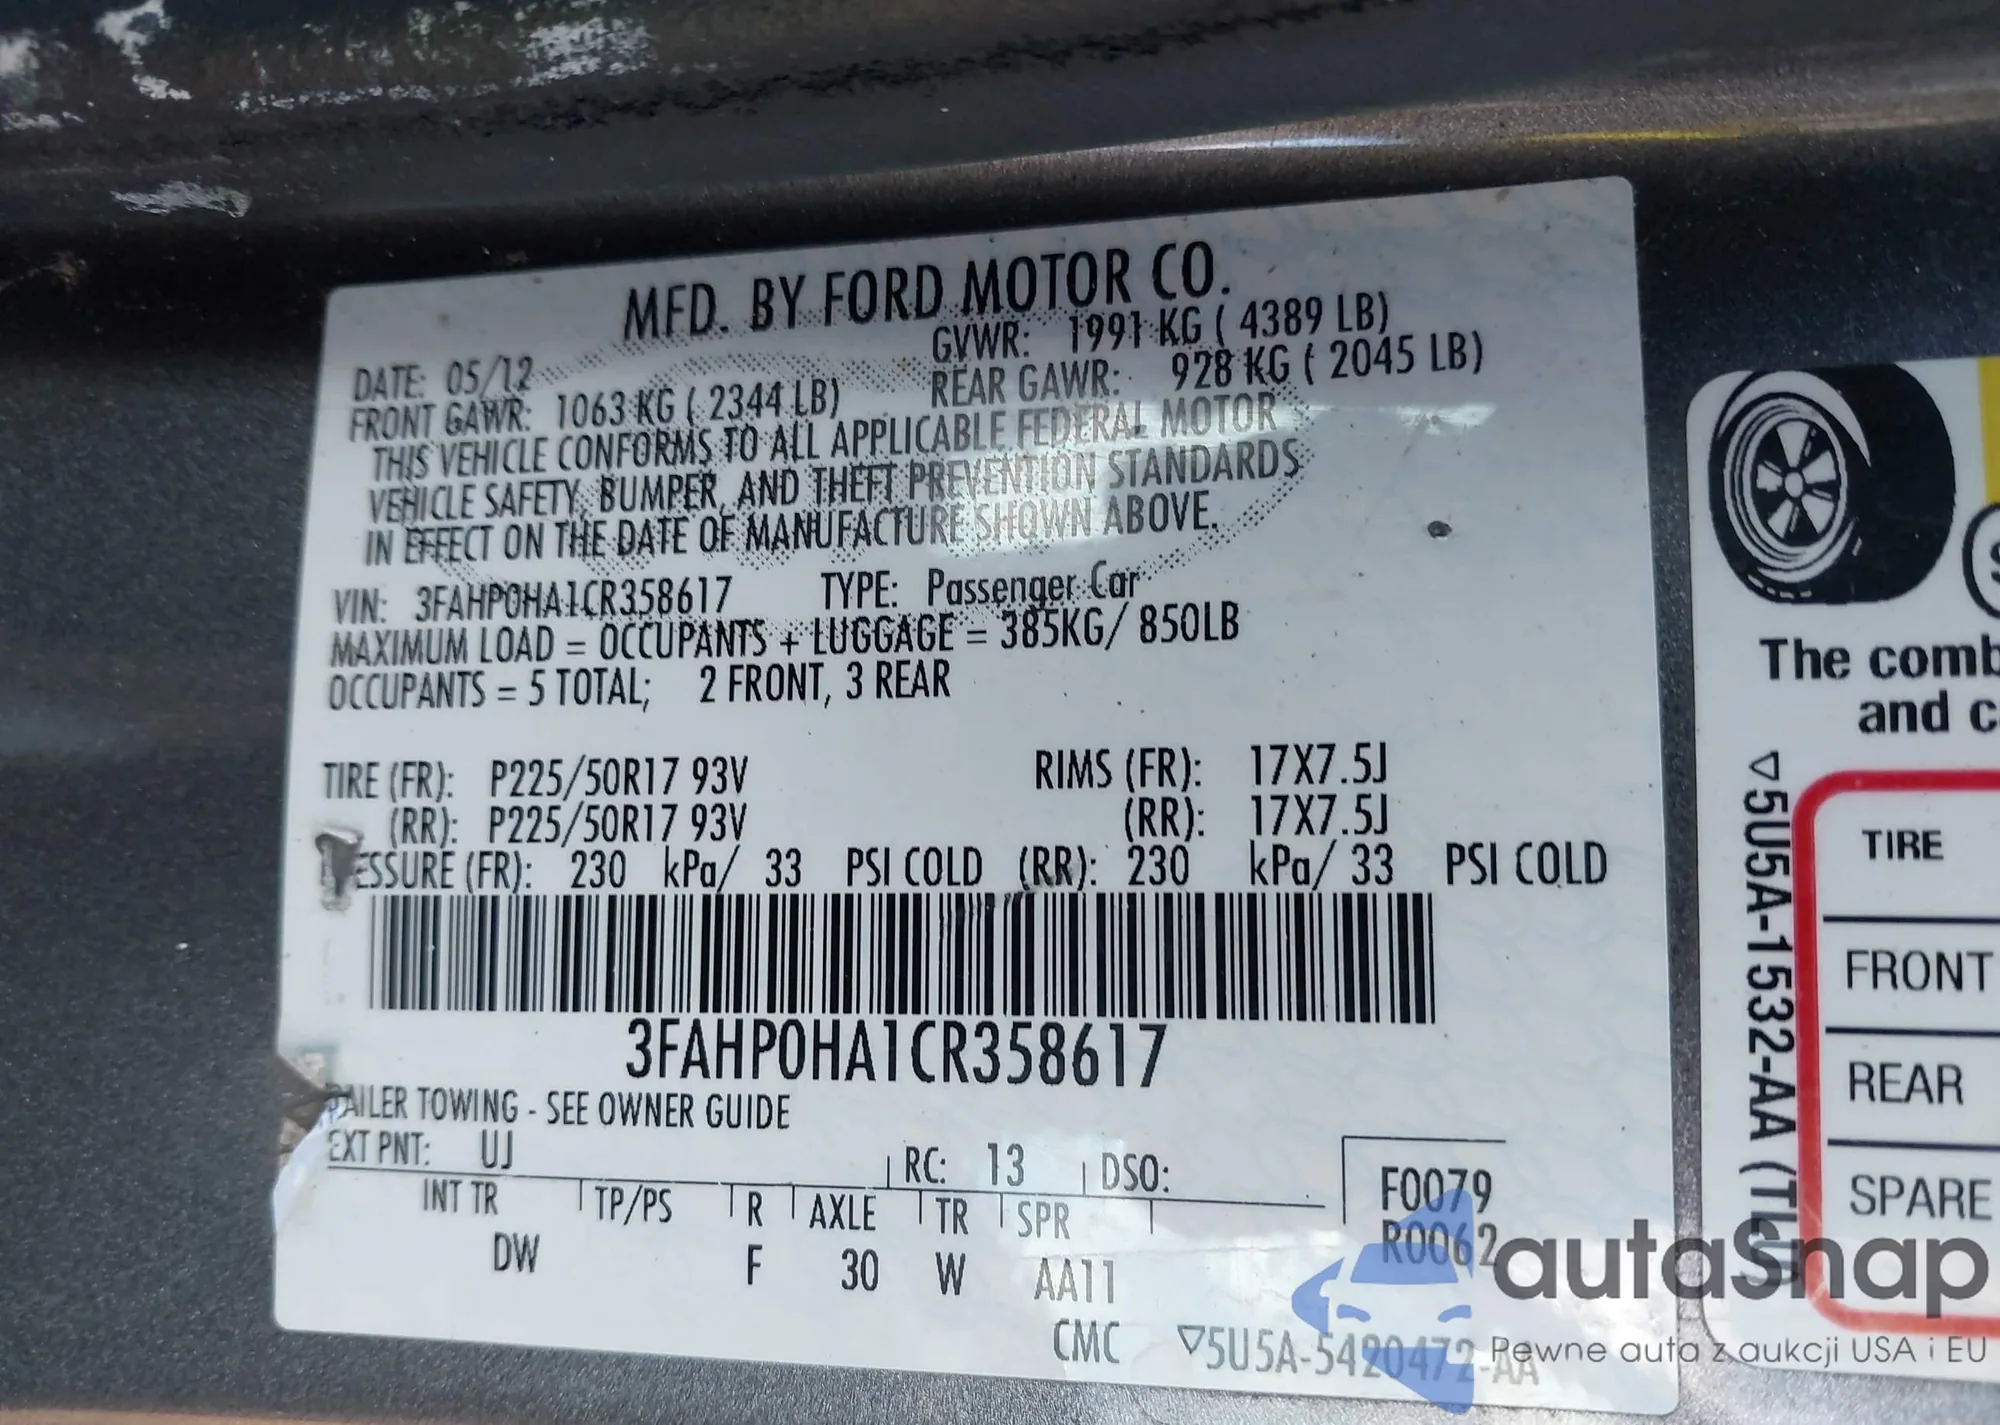 MFD. BY FORD MOTOR CO.
DATE: 05/12 GVWR: 1991 KG ( 4389 LB)
FRONT GAWR: 1063 KG ( 2344 LB) REAR GAWR: 928 KG ( 2045 LB)
THIS VEHICLE CONFORMS TO ALL APPLICABLE FEDERAL MOTOR
VEHICLE SAFETY, BUMPER, AND THEFT PREVENTION STANDARDS
IN EFFECT ON THE DATE OF MANUFACTURE SHOWN ABOVE.
VIN: 3FAHP0HA1CR358617 TYPE: Passenger Car
MAXIMUM LOAD = OCCUPANTS + LUGGAGE = 385KG/ 850LB
OCCUPANTS = 5 TOTAL; 2 FRONT, 3 REAR
TIRE (FR): P225/50R17 93V RIMS (FR): 17X7.5J
(RR): P225/50R17 93V (RR): 17X7.5J
ESSURE (FR): 230 kPa/ 33 PSI COLD (RR): 230 kPa/ 33 PSI COLD
3FAHP0HA1CR358617
RAILER TOWING - SEE OWNER GUIDE
EXT PNT: UJ RC: 13 DSO:
INT TR TP/PS R AXLE TR SPR
DW F 30 W AA11
F0079
R0062
CMC ▽5U5A-5420472-AA
The comb
and c
▽5U5A-1532-AA
TIRE
FRONT
REAR
SPARE
autaSnap
Pewne auta z aukcji USA i EU